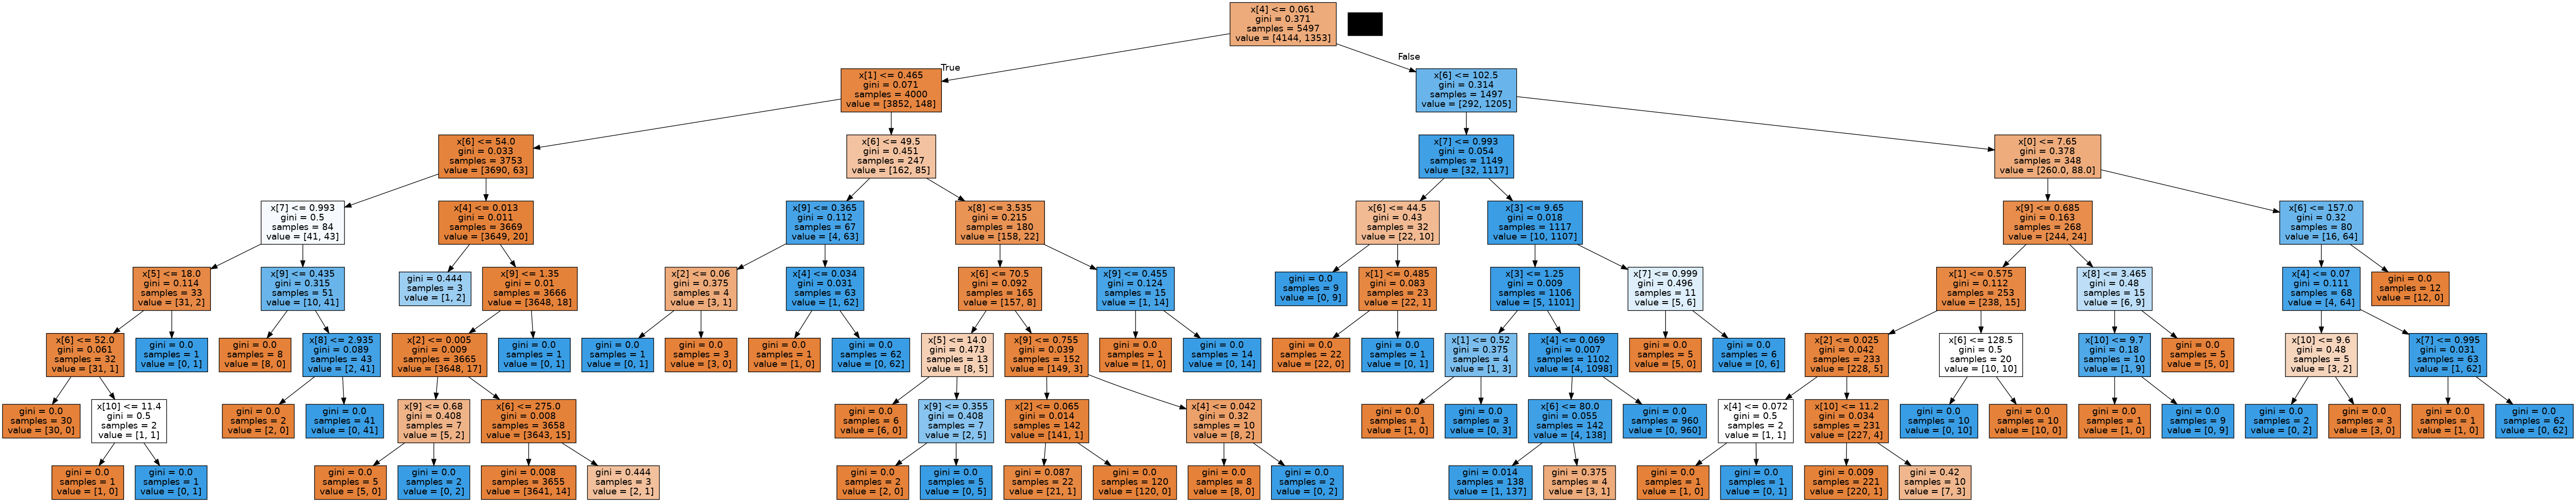 x[4] <= 0.061
gini = 0.371
samples = 5497
value = [4144, 1353]
True
False
x[1] <= 0.465
gini = 0.071
samples = 4000
value = [3852, 148]
x[6] <= 102.5
gini = 0.314
samples = 1497
value = [292, 1205]
x[6] <= 54.0
gini = 0.033
samples = 3753
value = [3690, 63]
x[6] <= 49.5
gini = 0.451
samples = 247
value = [162, 85]
x[7] <= 0.993
gini = 0.054
samples = 1149
value = [32, 1117]
x[0] <= 7.65
gini = 0.378
samples = 348
value = [260.0, 88.0]
x[7] <= 0.993
gini = 0.5
samples = 84
value = [41, 43]
x[4] <= 0.013
gini = 0.011
samples = 3669
value = [3649, 20]
x[9] <= 0.365
gini = 0.112
samples = 67
value = [4, 63]
x[8] <= 3.535
gini = 0.215
samples = 180
value = [158, 22]
x[6] <= 44.5
gini = 0.43
samples = 32
value = [22, 10]
x[3] <= 9.65
gini = 0.018
samples = 1117
value = [10, 1107]
x[9] <= 0.685
gini = 0.163
samples = 268
value = [244, 24]
x[6] <= 157.0
gini = 0.32
samples = 80
value = [16, 64]
x[5] <= 18.0
gini = 0.114
samples = 33
value = [31, 2]
x[9] <= 0.435
gini = 0.315
samples = 51
value = [10, 41]
gini = 0.444
samples = 3
value = [1, 2]
x[9] <= 1.35
gini = 0.01
samples = 3666
value = [3648, 18]
x[2] <= 0.06
gini = 0.375
samples = 4
value = [3, 1]
x[4] <= 0.034
gini = 0.031
samples = 63
value = [1, 62]
x[6] <= 70.5
gini = 0.092
samples = 165
value = [157, 8]
x[9] <= 0.455
gini = 0.124
samples = 15
value = [1, 14]
gini = 0.0
samples = 9
value = [0, 9]
x[1] <= 0.485
gini = 0.083
samples = 23
value = [22, 1]
x[3] <= 1.25
gini = 0.009
samples = 1106
value = [5, 1101]
x[7] <= 0.999
gini = 0.496
samples = 11
value = [5, 6]
x[1] <= 0.575
gini = 0.112
samples = 253
value = [238, 15]
x[8] <= 3.465
gini = 0.48
samples = 15
value = [6, 9]
x[4] <= 0.07
gini = 0.111
samples = 68
value = [4, 64]
gini = 0.0
samples = 12
value = [12, 0]
x[6] <= 52.0
gini = 0.061
samples = 32
value = [31, 1]
gini = 0.0
samples = 1
value = [0, 1]
gini = 0.0
samples = 8
value = [8, 0]
x[8] <= 2.935
gini = 0.089
samples = 43
value = [2, 41]
x[2] <= 0.005
gini = 0.009
samples = 3665
value = [3648, 17]
gini = 0.0
samples = 1
value = [0, 1]
gini = 0.0
samples = 1
value = [0, 1]
gini = 0.0
samples = 3
value = [3, 0]
gini = 0.0
samples = 1
value = [1, 0]
gini = 0.0
samples = 62
value = [0, 62]
x[5] <= 14.0
gini = 0.473
samples = 13
value = [8, 5]
x[9] <= 0.755
gini = 0.039
samples = 152
value = [149, 3]
gini = 0.0
samples = 1
value = [1, 0]
gini = 0.0
samples = 14
value = [0, 14]
gini = 0.0
samples = 22
value = [22, 0]
gini = 0.0
samples = 1
value = [0, 1]
x[1] <= 0.52
gini = 0.375
samples = 4
value = [1, 3]
x[4] <= 0.069
gini = 0.007
samples = 1102
value = [4, 1098]
gini = 0.0
samples = 5
value = [5, 0]
gini = 0.0
samples = 6
value = [0, 6]
x[2] <= 0.025
gini = 0.042
samples = 233
value = [228, 5]
x[6] <= 128.5
gini = 0.5
samples = 20
value = [10, 10]
x[10] <= 9.7
gini = 0.18
samples = 10
value = [1, 9]
gini = 0.0
samples = 5
value = [5, 0]
x[10] <= 9.6
gini = 0.48
samples = 5
value = [3, 2]
x[7] <= 0.995
gini = 0.031
samples = 63
value = [1, 62]
gini = 0.0
samples = 30
value = [30, 0]
x[10] <= 11.4
gini = 0.5
samples = 2
value = [1, 1]
gini = 0.0
samples = 2
value = [2, 0]
gini = 0.0
samples = 41
value = [0, 41]
x[9] <= 0.68
gini = 0.408
samples = 7
value = [5, 2]
x[6] <= 275.0
gini = 0.008
samples = 3658
value = [3643, 15]
gini = 0.0
samples = 6
value = [6, 0]
x[9] <= 0.355
gini = 0.408
samples = 7
value = [2, 5]
x[2] <= 0.065
gini = 0.014
samples = 142
value = [141, 1]
x[4] <= 0.042
gini = 0.32
samples = 10
value = [8, 2]
gini = 0.0
samples = 1
value = [1, 0]
gini = 0.0
samples = 3
value = [0, 3]
x[6] <= 80.0
gini = 0.055
samples = 142
value = [4, 138]
gini = 0.0
samples = 960
value = [0, 960]
x[4] <= 0.072
gini = 0.5
samples = 2
value = [1, 1]
x[10] <= 11.2
gini = 0.034
samples = 231
value = [227, 4]
gini = 0.0
samples = 10
value = [0, 10]
gini = 0.0
samples = 10
value = [10, 0]
gini = 0.0
samples = 1
value = [1, 0]
gini = 0.0
samples = 9
value = [0, 9]
gini = 0.0
samples = 2
value = [0, 2]
gini = 0.0
samples = 3
value = [3, 0]
gini = 0.0
samples = 1
value = [1, 0]
gini = 0.0
samples = 62
value = [0, 62]
gini = 0.0
samples = 1
value = [1, 0]
gini = 0.0
samples = 1
value = [0, 1]
gini = 0.0
samples = 5
value = [5, 0]
gini = 0.0
samples = 2
value = [0, 2]
gini = 0.008
samples = 3655
value = [3641, 14]
gini = 0.444
samples = 3
value = [2, 1]
gini = 0.0
samples = 2
value = [2, 0]
gini = 0.0
samples = 5
value = [0, 5]
gini = 0.087
samples = 22
value = [21, 1]
gini = 0.0
samples = 120
value = [120, 0]
gini = 0.0
samples = 8
value = [8, 0]
gini = 0.0
samples = 2
value = [0, 2]
gini = 0.014
samples = 138
value = [1, 137]
gini = 0.375
samples = 4
value = [3, 1]
gini = 0.0
samples = 1
value = [1, 0]
gini = 0.0
samples = 1
value = [0, 1]
gini = 0.009
samples = 221
value = [220, 1]
gini = 0.42
samples = 10
value = [7, 3]